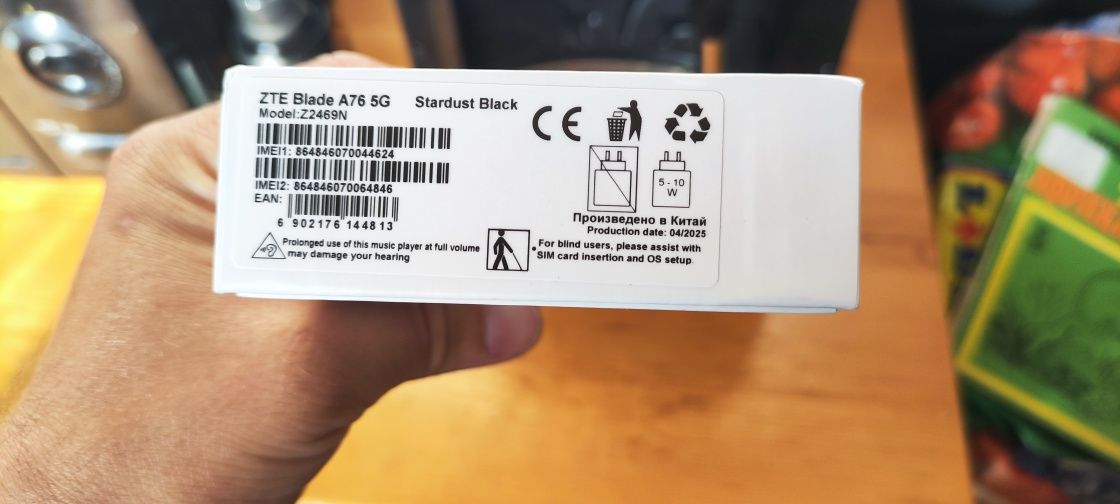 ZTE Blade A76 5G Stardust Black
Model:Z2469N
IMEI1: 864846070044624
IMEI2: 864846070064846
EAN:
6 902176 144813
CE
5 - 10
W
Произведено в Китай
Production date: 04/2025
Prolonged use of this music player at full volume
may damage your hearing
• For blind users, please assist with
SIM card insertion and OS setup.